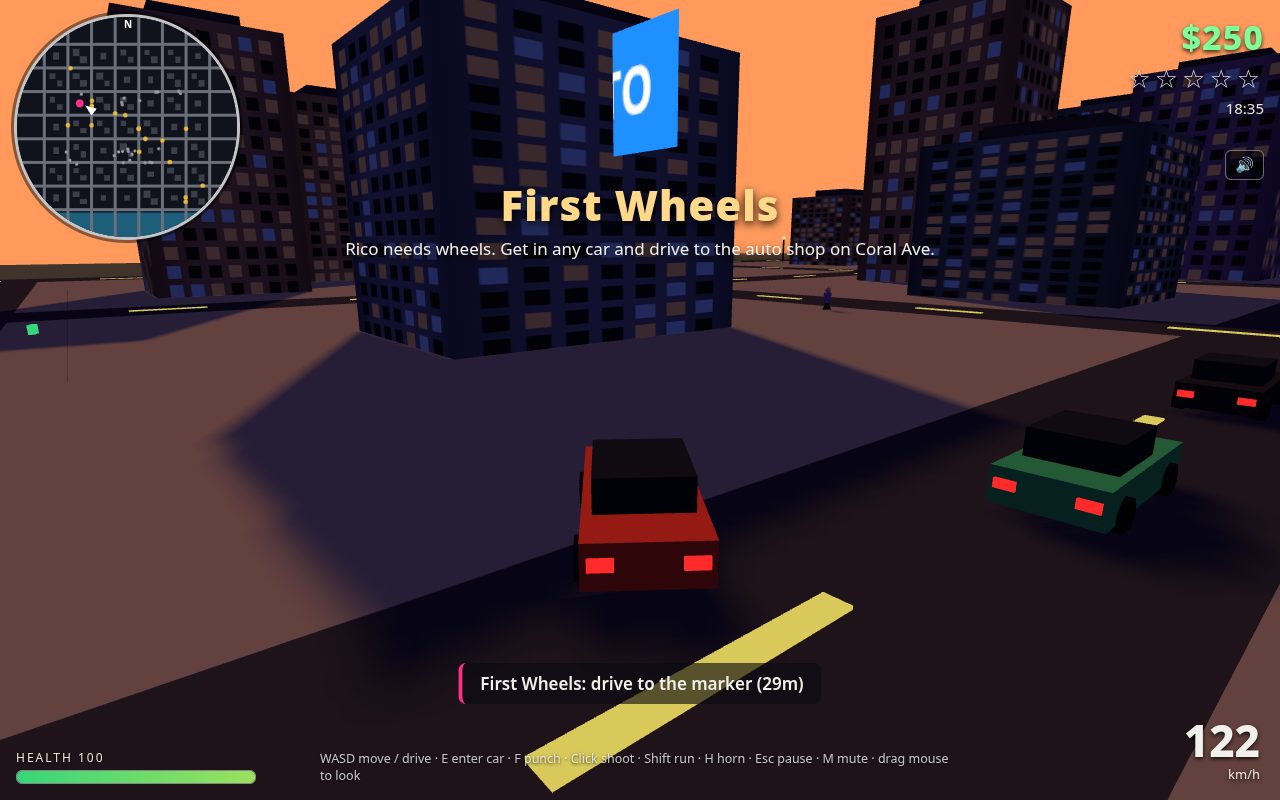 N
$250
☆ ☆ ☆ ☆ ☆
18:35
TO
First Wheels
Rico needs wheels. Get in any car and drive to the auto shop on Coral Ave.
First Wheels: drive to the marker (29m)
HEALTH 100
WASD move / drive · E enter car · F punch · Click shoot · Shift run · H horn · Esc pause · M mute · drag mouse
to look
122
km/h